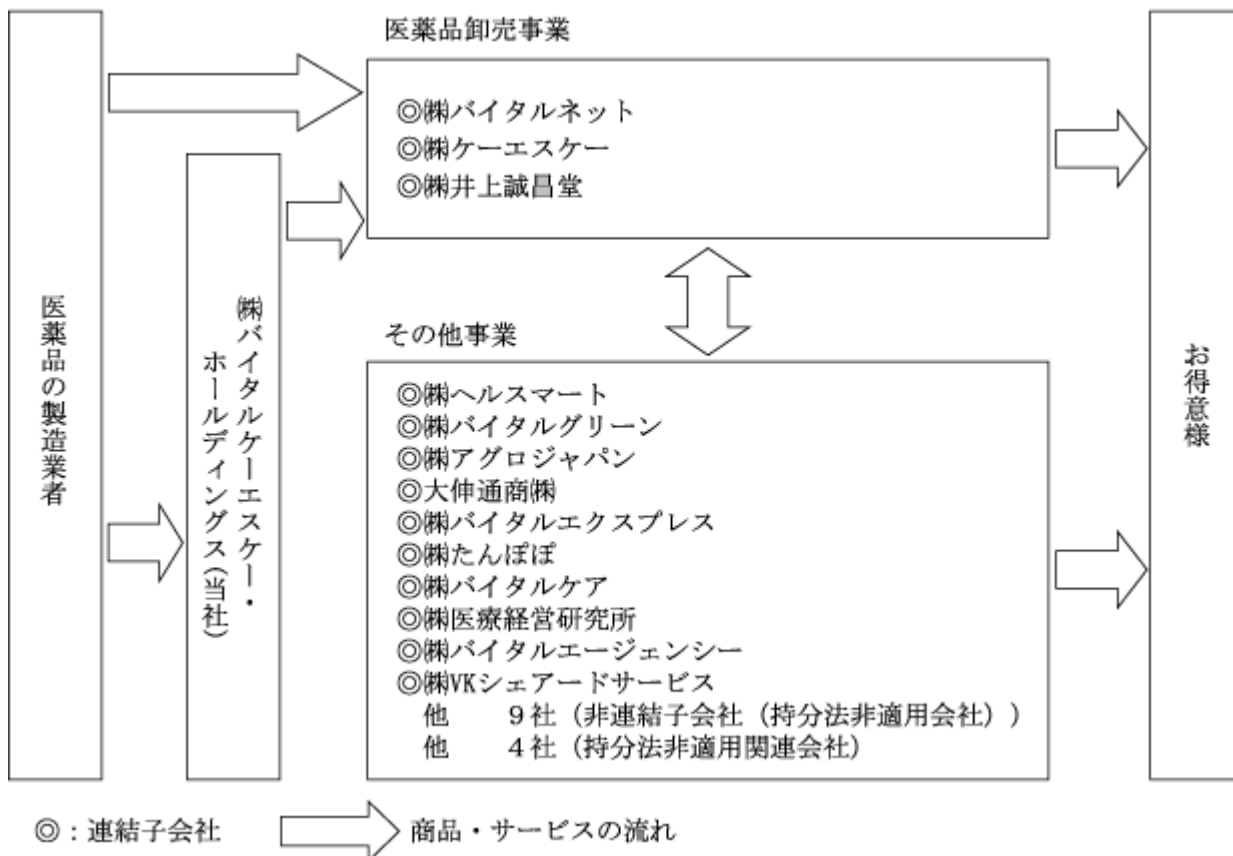 医薬品の製造業者
㈱バイタルケーエスケー・
ホールディングス(当社)
医薬品卸売事業
◎㈱バイタルネット
◎㈱ケーエスケー
◎㈱井上誠昌堂
その他事業
◎㈱ヘルスマート
◎㈱バイタルグリーン
◎㈱アグロジャパン
◎大伸通商㈱
◎㈱バイタルエクスプレス
◎㈱たんぽぽ
◎㈱バイタルケア
◎㈱医療経営研究所
◎㈱バイタルエージェンシー
◎㈱VKシェアードサービス
他　　9社（非連結子会社（持分法非適用会社））
他　　4社（持分法非適用関連会社）
お得意様
◎：連結子会社
商品・サービスの流れ